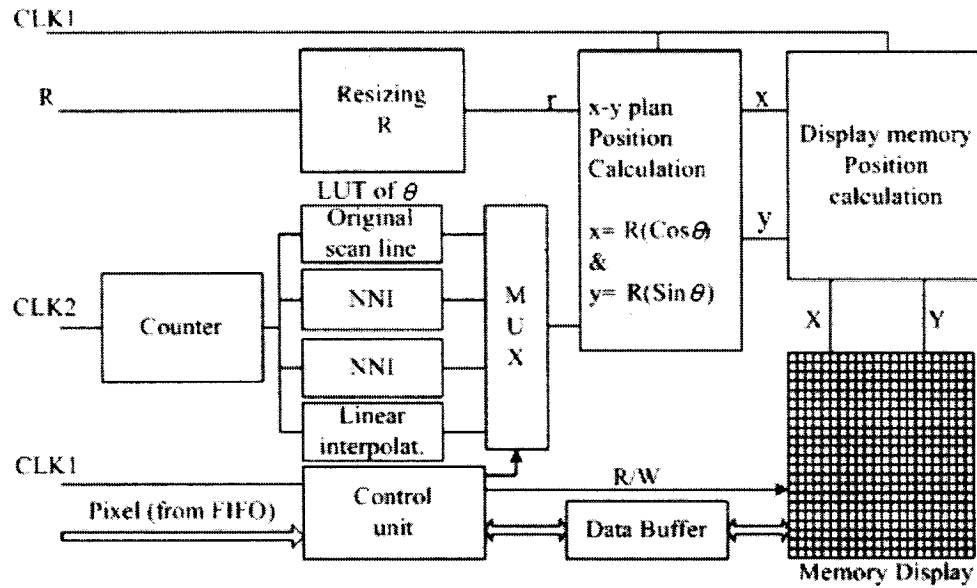 CLK1
R
Resizing
R
r
x-y plan
Position
Calculation
x= R(Cosθ)
&
y= R(Sinθ)
x
y
Display memory
Position
calculation
LUT of θ
Original
scan line
NNI
NNI
Linear
interpolat.
CLK2
Counter
M
U
X
X
Y
CLK1
Pixel (from FIFO)
Control
unit
R/W
Data Buffer
Memory Display